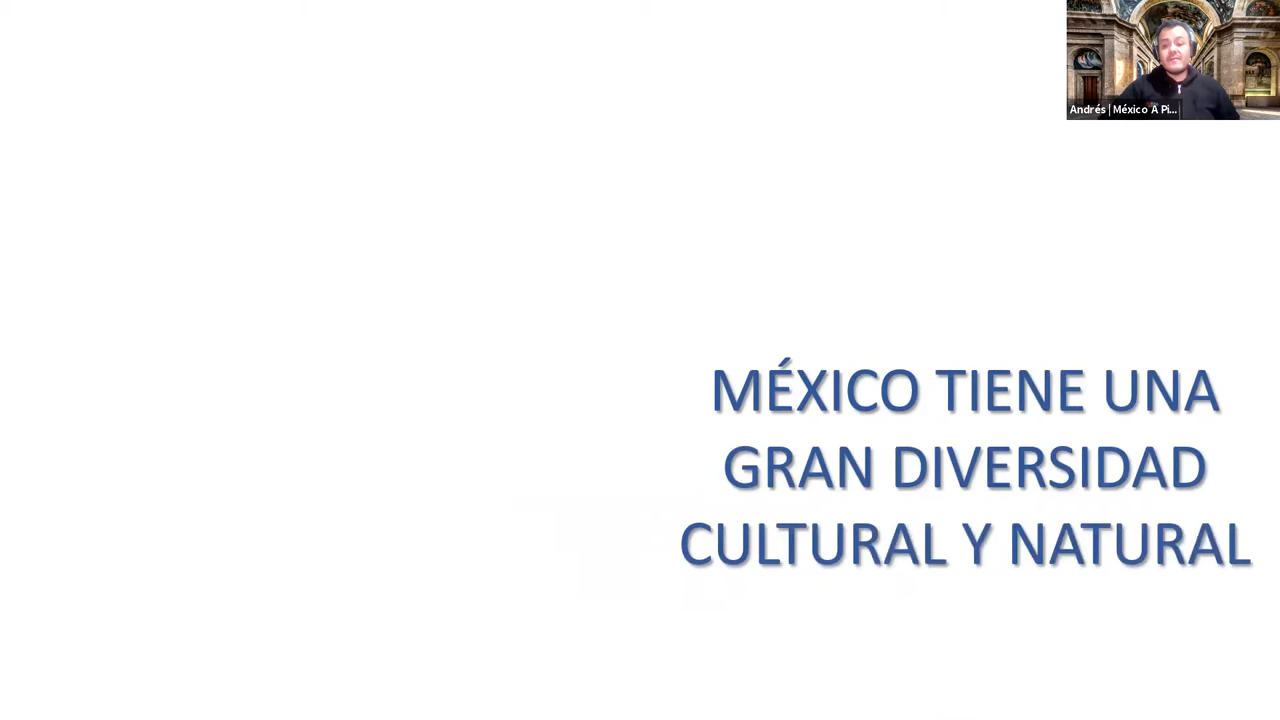 Andrés | México A Pi...
MÉXICO TIENE UNA
GRAN DIVERSIDAD
CULTURAL Y NATURAL